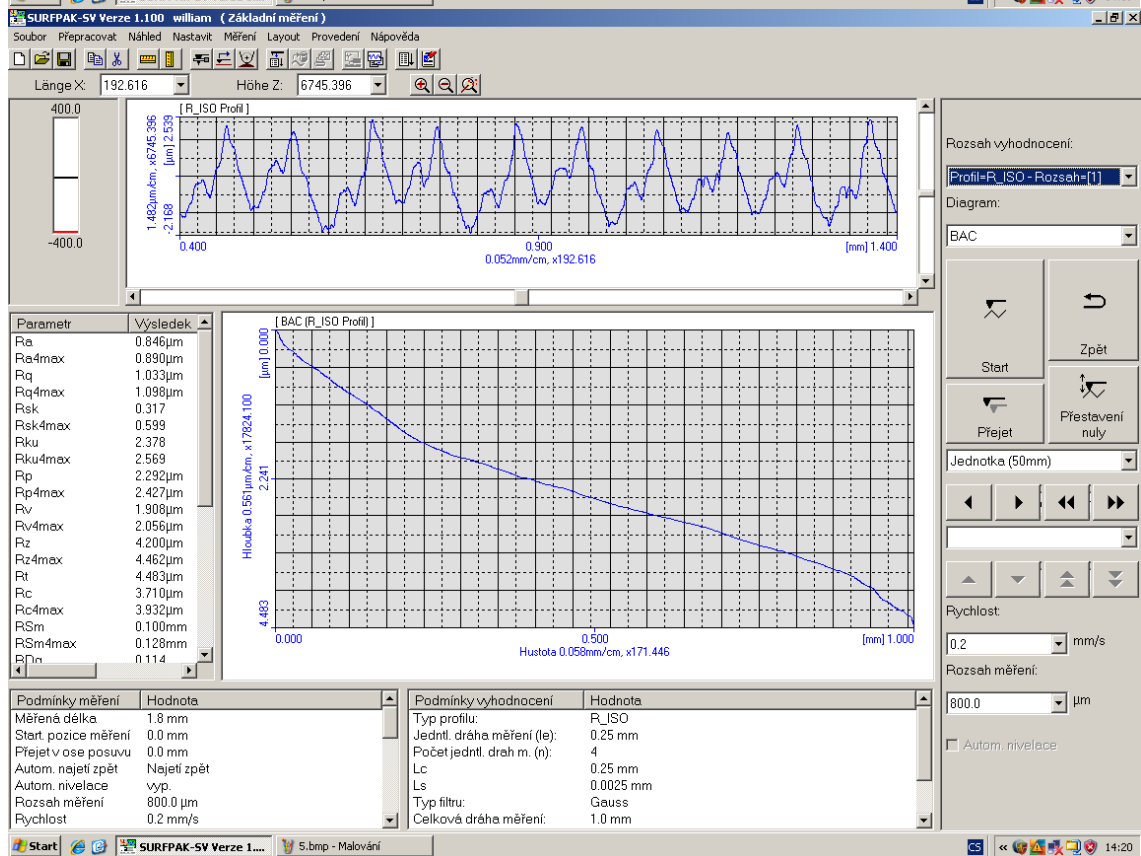 SURFPAK-SV Verze 1.100 william ( Základní měření )
Soubor Přepracovat Náhled Nastavit Měření Layout Provedení Nápověda
Länge X: 192.616 Höhe Z: 6745.396
400.0
-400.0
[ R_ISO Profil ]
1.482µm/cm, x6745.396
-2.168 [µm] 2.539
0.400 0.900 [mm] 1.400
0.052mm/cm, x192.616
Rozsah vyhodnocení:
Profil=R_ISO - Rozsah=[1]
Diagram:
BAC
Start
Zpět
Přejet
Přestavení
nuly
Jednotka (50mm)
Rychlost:
0.2 mm/s
Rozsah měření:
800.0 µm
Autom. nivelace
Parametr Výsledek
Ra 0.846µm
Ra4max 0.890µm
Rq 1.033µm
Rq4max 1.098µm
Rsk 0.317
Rsk4max 0.599
Rku 2.378
Rku4max 2.569
Rp 2.292µm
Rp4max 2.427µm
Rv 1.908µm
Rv4max 2.056µm
Rz 4.200µm
Rz4max 4.462µm
Rt 4.483µm
Rc 3.710µm
Rc4max 3.932µm
RSm 0.100mm
RSm4max 0.128mm
RDq 0.114
[ BAC (R_ISO Profil) ]
Hloubka 0.561µm/cm, x17824.100
4.483 2.241 [µm] 0.000
0.000 0.500 [mm] 1.000
Hustota 0.058mm/cm, x171.446
Podmínky měření Hodnota
Měřená délka 1.8 mm
Start. pozice měření 0.0 mm
Přejet v ose posuvu 0.0 mm
Autom. najetí zpět Najetí zpět
Autom. nivelace vyp.
Rozsah měření 800.0 µm
Rychlost 0.2 mm/s
Podmínky vyhodnocení Hodnota
Typ profilu: R_ISO
Jedntl. dráha měření (le): 0.25 mm
Počet jedntl. drah m. (n): 4
Lc 0.25 mm
Ls 0.0025 mm
Typ filtru: Gauss
Celková dráha měření: 1.0 mm
Start SURFPAK-SV Verze 1.... 5.bmp - Malování CS 14:20